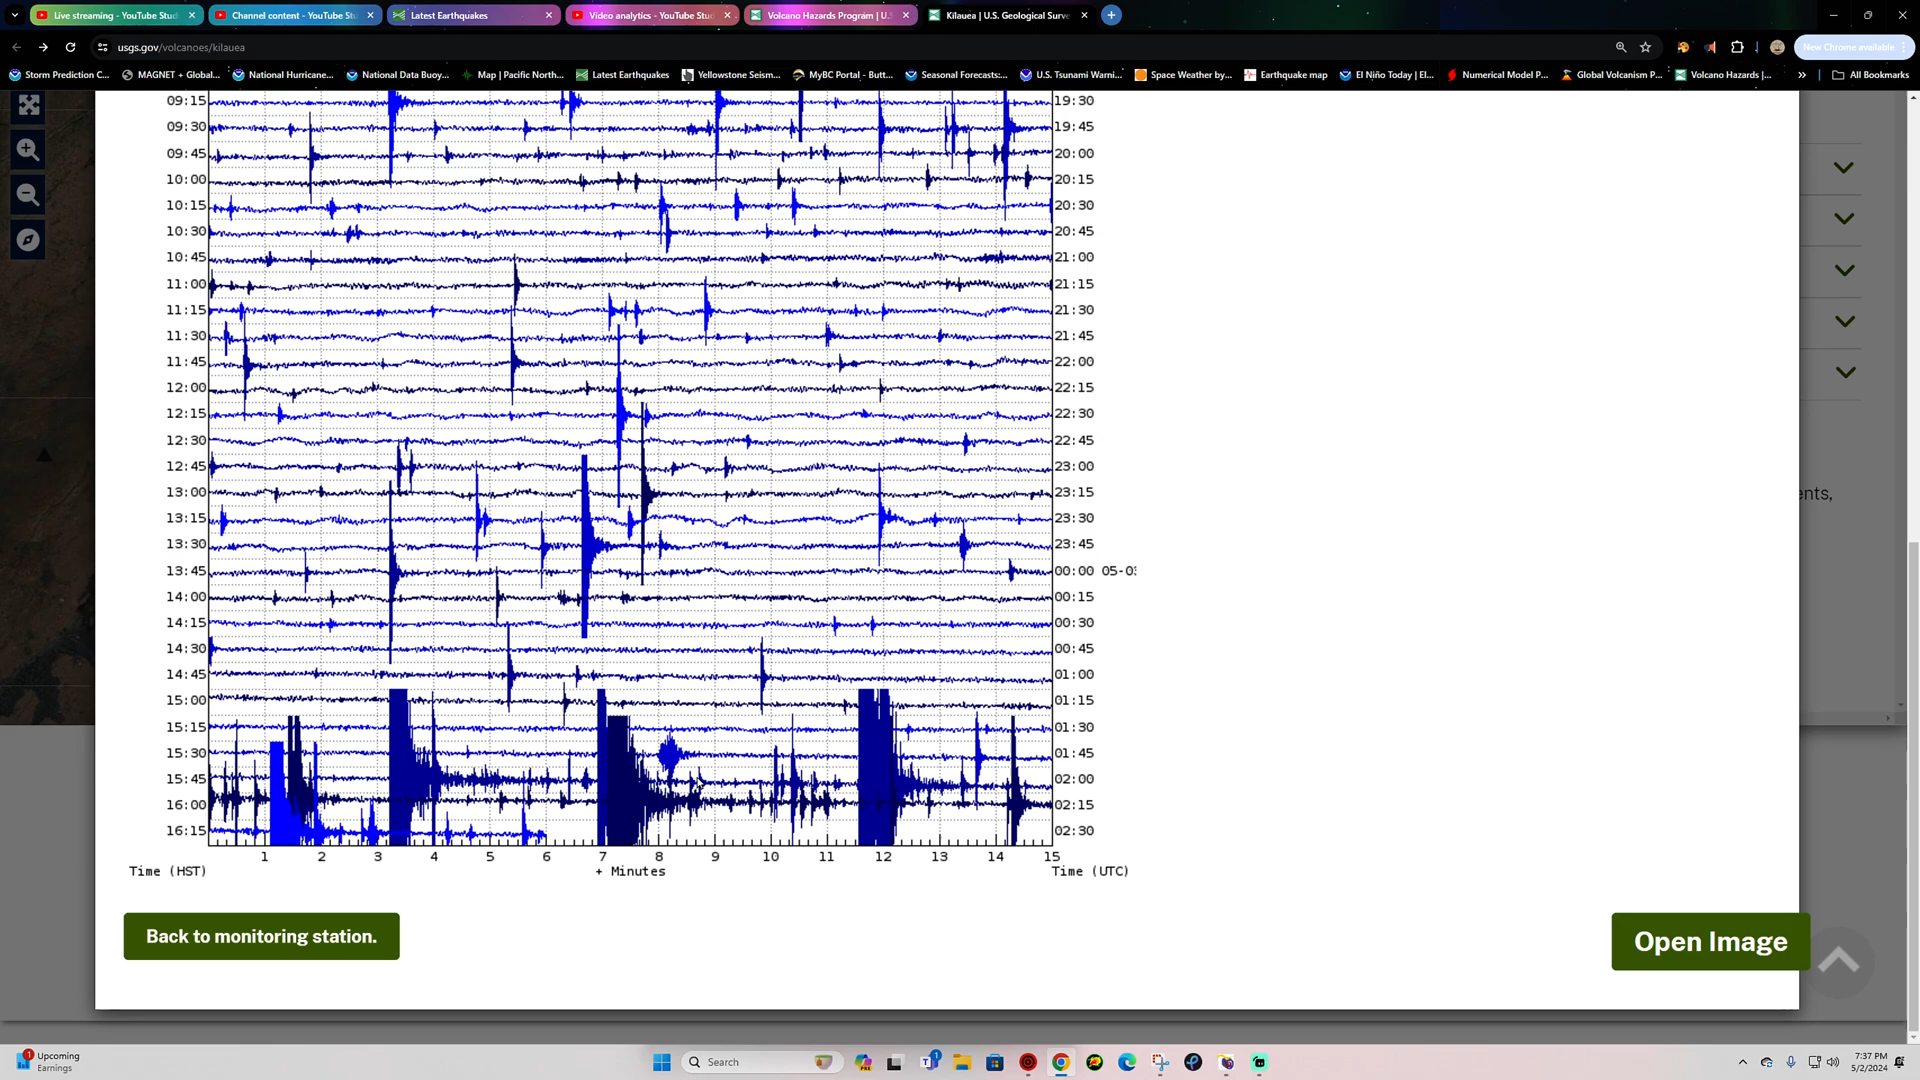 Live streaming - YouTube Stud
Channel content - YouTube Stu
Latest Earthquakes
Video analytics - YouTube Stud
Volcano Hazards Program | U.S
Kilauea | U.S. Geological Surve
usgs.gov/volcanoes/kilauea
New Chrome available
Storm Prediction C...
MAGNET + Global...
National Hurricane...
National Data Buoy...
Map | Pacific North...
Latest Earthquakes
Yellowstone Seism...
MyBC Portal - Butt...
Seasonal Forecasts:...
U.S. Tsunami Warni...
Space Weather by...
Earthquake map
El Niño Today | El...
Numerical Model P...
Global Volcanism P...
Volcano Hazards |...
All Bookmarks
09:15 19:30
09:30 19:45
09:45 20:00
10:00 20:15
10:15 20:30
10:30 20:45
10:45 21:00
11:00 21:15
11:15 21:30
11:30 21:45
11:45 22:00
12:00 22:15
12:15 22:30
12:30 22:45
12:45 23:00
13:00 23:15
ents,
13:15 23:30
13:30 23:45
13:45 00:00 05-03
14:00 00:15
14:15 00:30
14:30 00:45
14:45 01:00
15:00 01:15
15:15 01:30
15:30 01:45
15:45 02:00
16:00 02:15
16:15 02:30
1 2 3 4 5 6 7 8 9 10 11 12 13 14 15
Time (HST) + Minutes Time (UTC)
Back to monitoring station.
Open Image
1
Upcoming
Earnings
Search
PRE
1
7:37 PM
5/2/2024